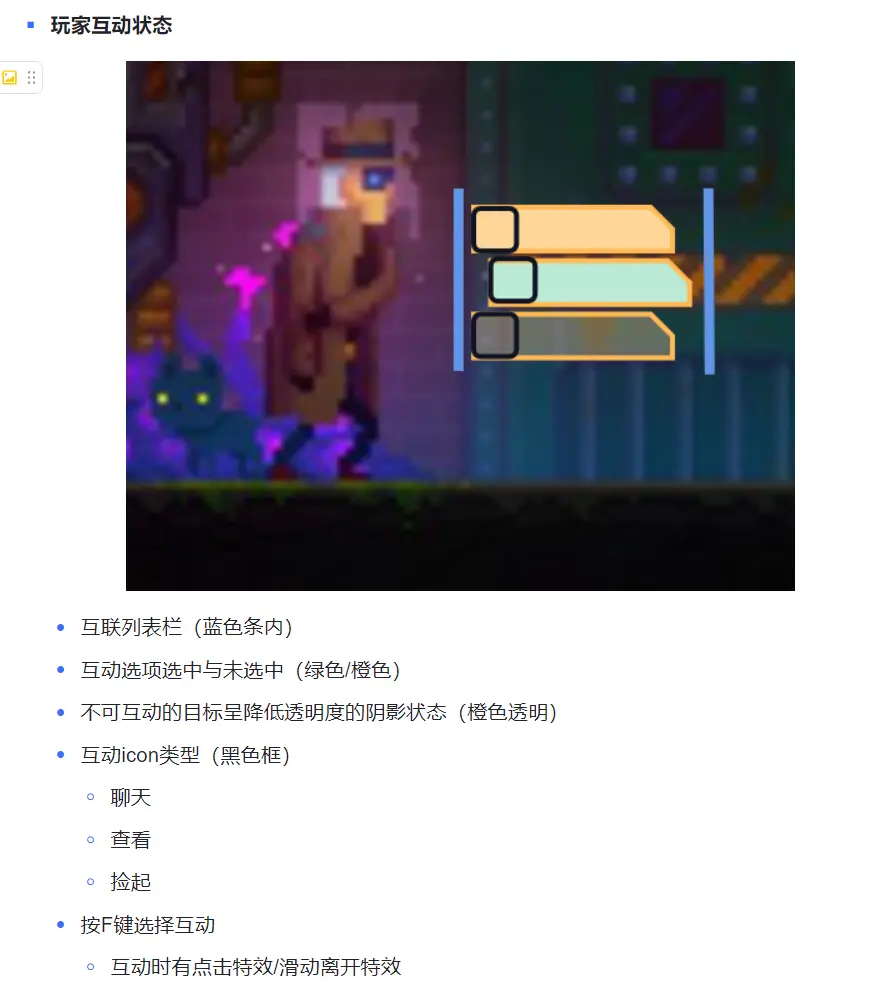 玩家互动状态
互联列表栏（蓝色条内）
互动选项选中与未选中（绿色/橙色）
不可互动的目标呈降低透明度的阴影状态（橙色透明）
互动icon类型（黑色框）
聊天
查看
捡起
按F键选择互动
互动时有点击特效/滑动离开特效